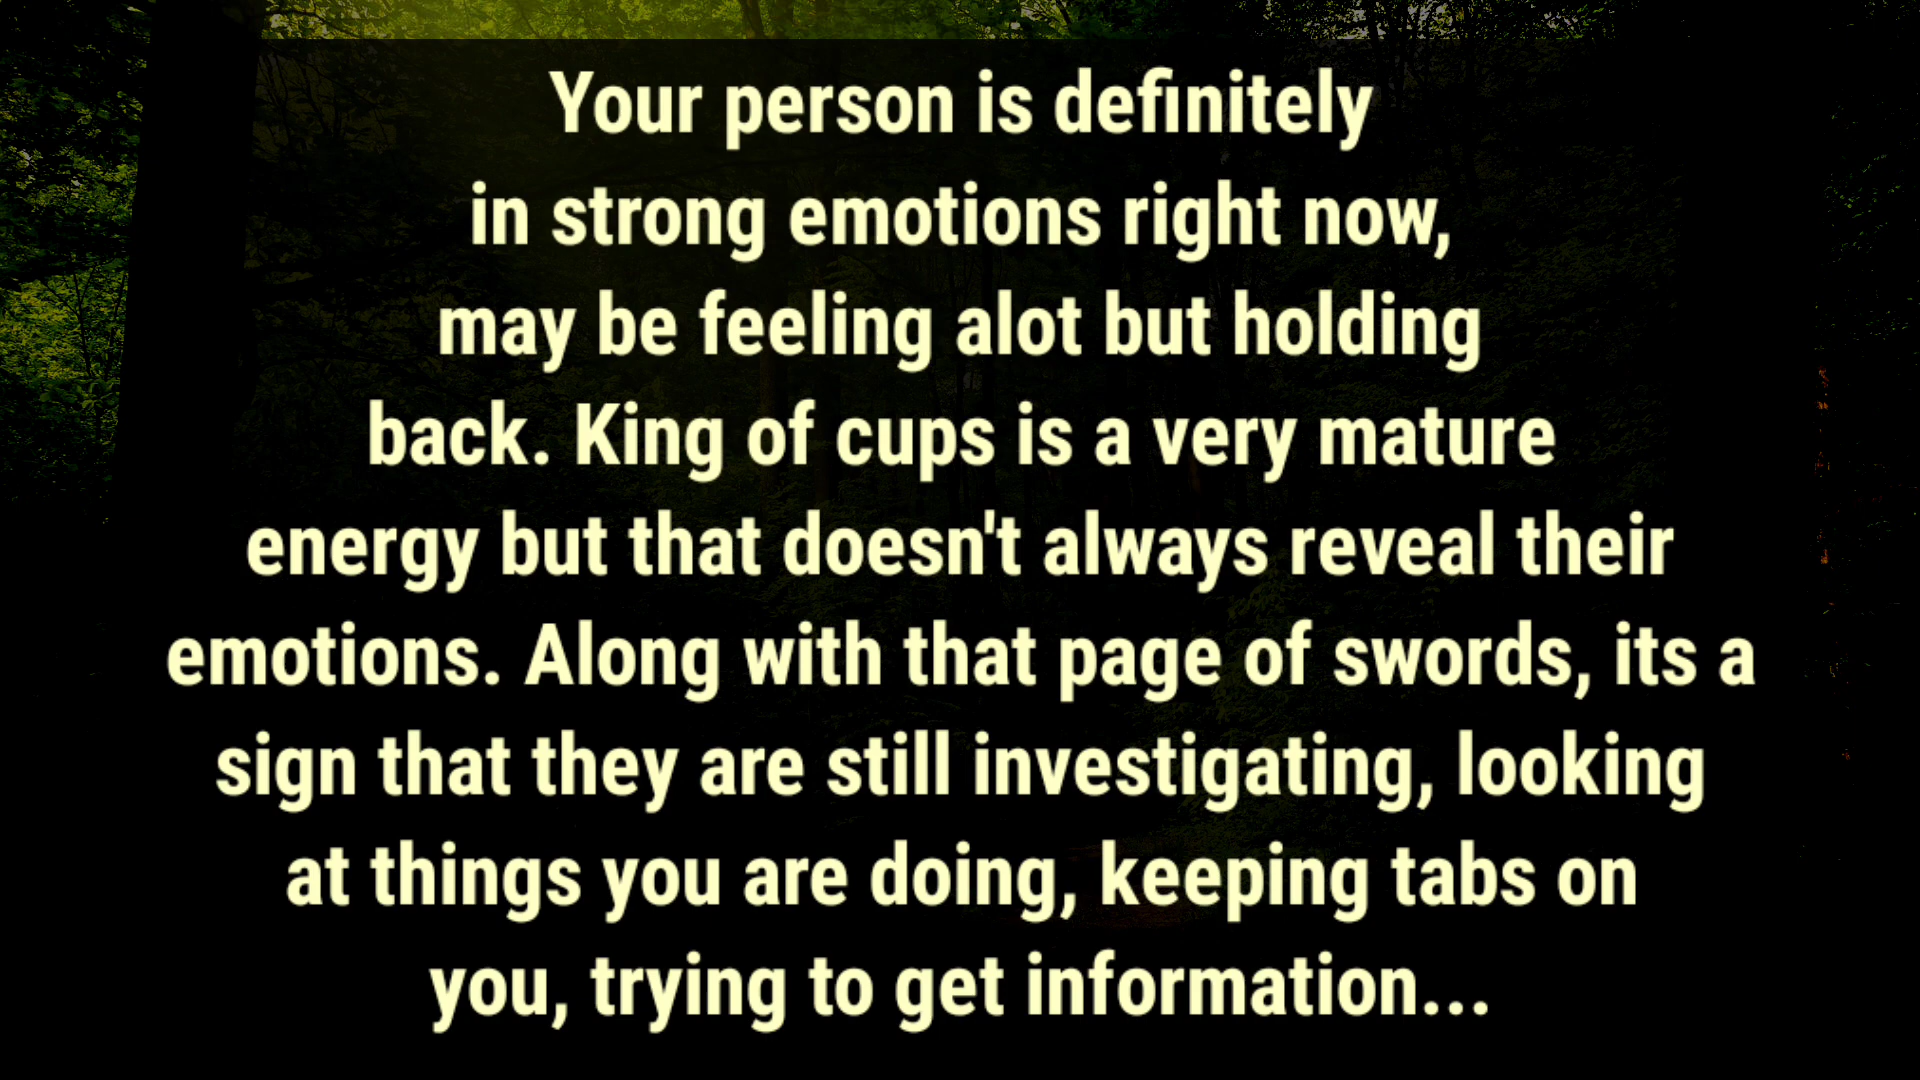 Your person is definitely
in strong emotions right now,
may be feeling alot but holding
back. King of cups is a very mature
energy but that doesn't always reveal their
emotions. Along with that page of swords, its a
sign that they are still investigating, looking
at things you are doing, keeping tabs on
you, trying to get information...